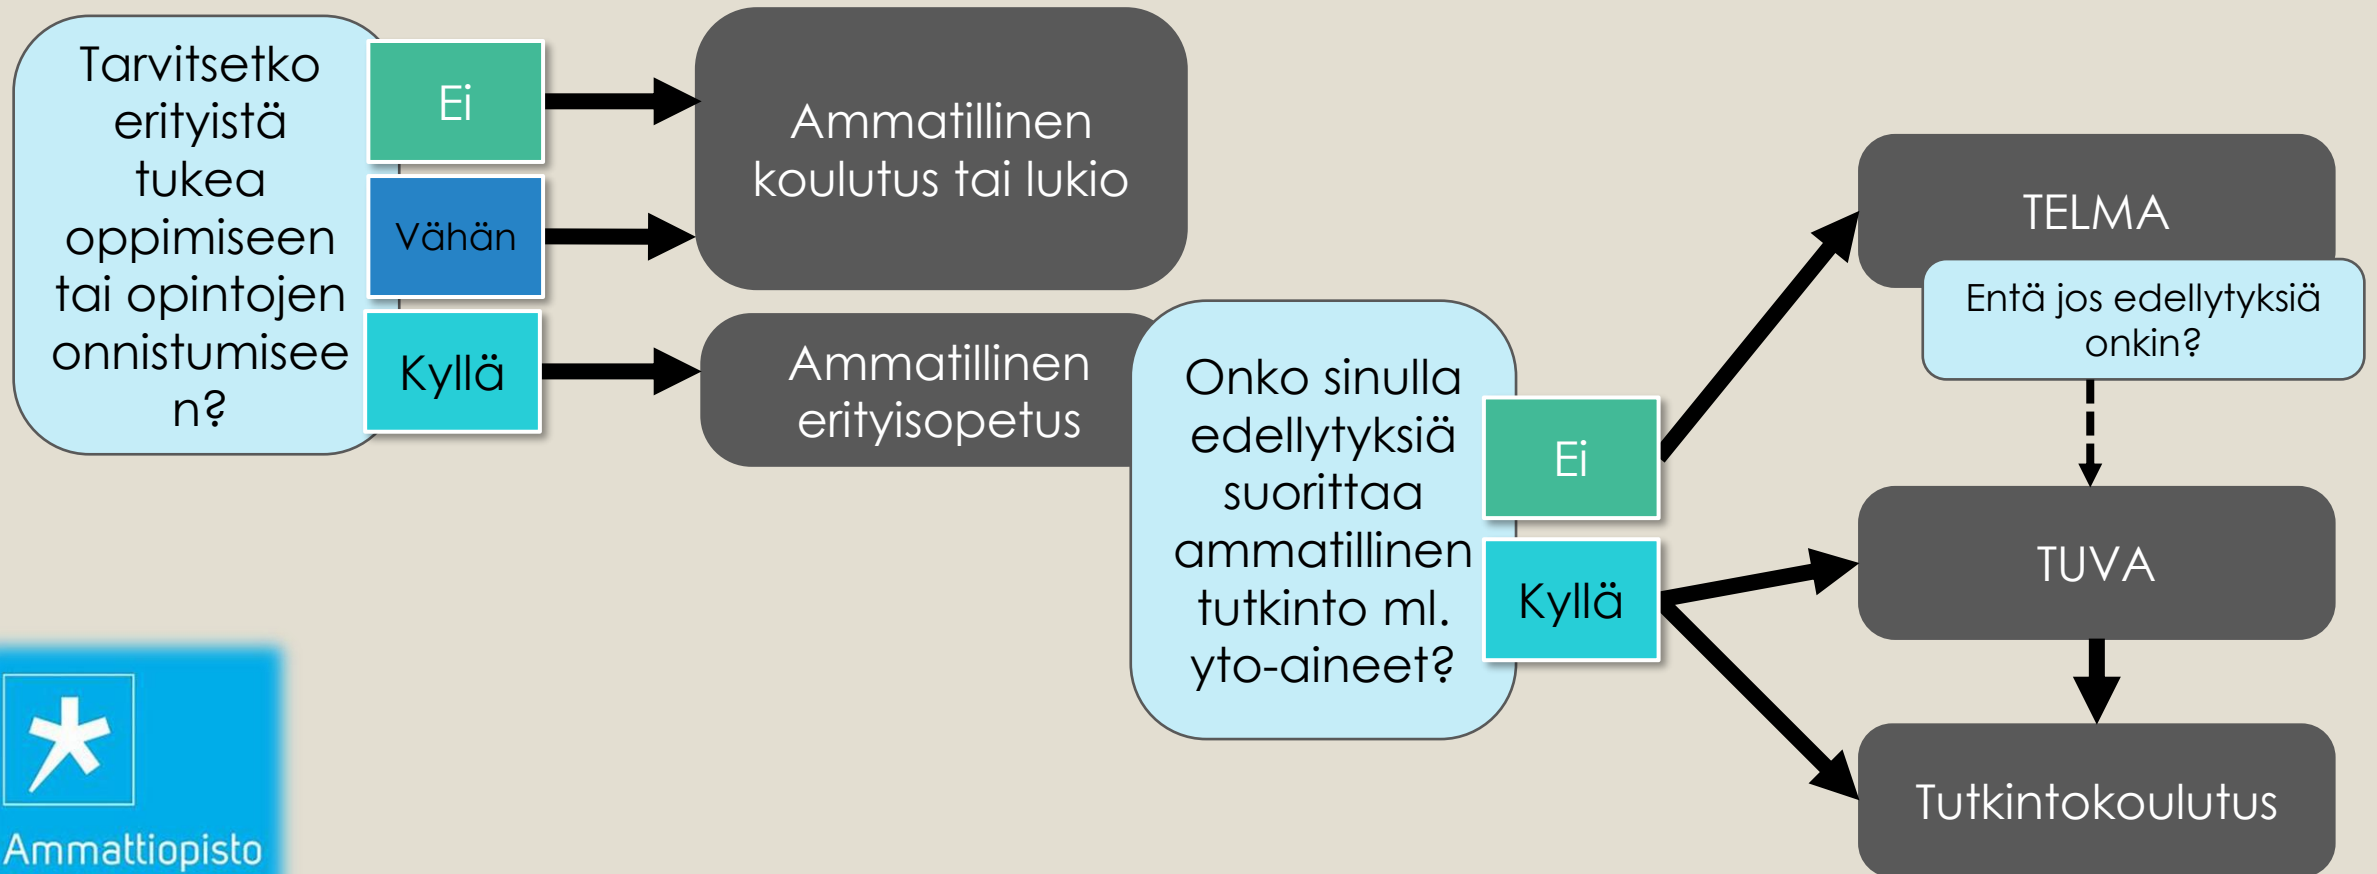 Tarvitsetko
erityistä
tukea
oppimiseen
tai opintojen
onnistumisee
n?
Ei
Vähän
Kyllä
Ammatillinen
koulutus tai lukio
Ammatillinen
erityisopetus
Onko sinulla
edellytyksiä
suorittaa
ammatillinen
tutkinto ml.
yto-aineet?
Ei
Kyllä
TELMA
Entä jos edellytyksiä
onkin?
TUVA
Tutkintokoulutus
Ammattiopisto